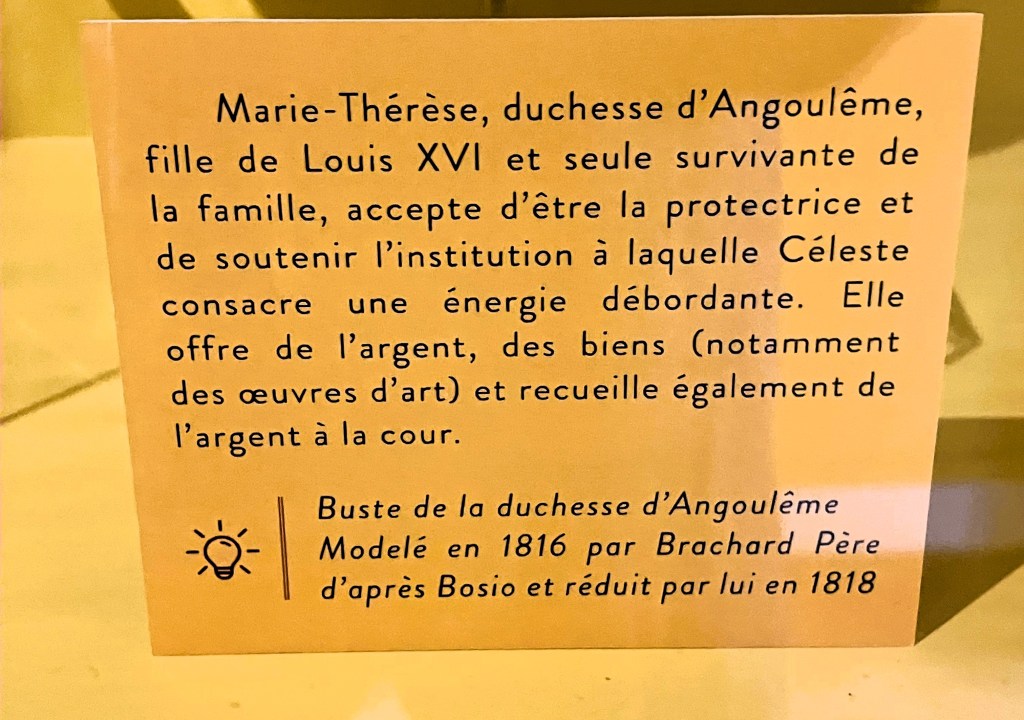 Marie-Thérèse, duchesse d’Angoulême,
fille de Louis XVI et seule survivante de
la famille, accepte d’être la protectrice et
de soutenir l’institution à laquelle Céleste
consacre une énergie débordante. Elle
offre de l’argent, des biens (notamment
des œuvres d’art) et recueille également de
l’argent à la cour.
Buste de la duchesse d’Angoulême
Modelé en 1816 par Brachard Père
d’après Bosio et réduit par lui en 1818